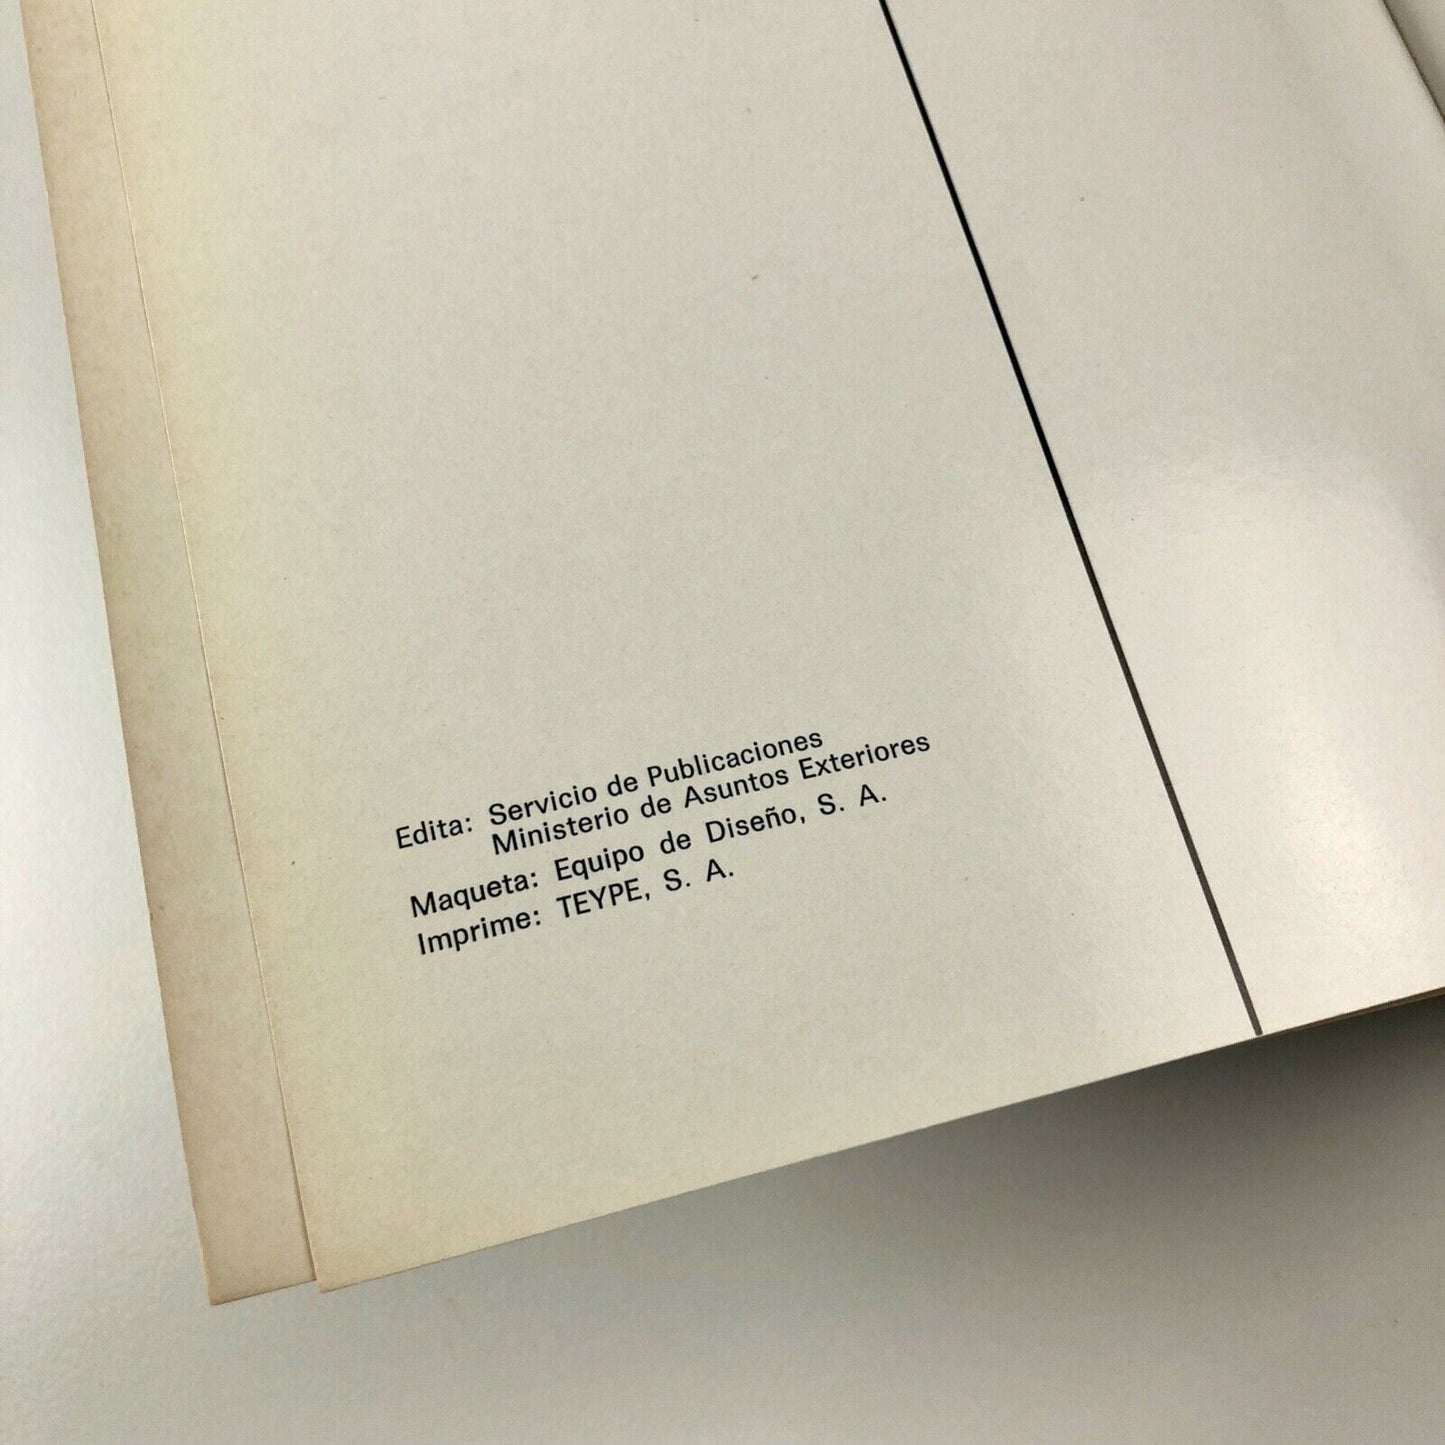 Edita: Servicio de Publicaciones
Ministerio de Asuntos Exteriores
Maqueta: Equipo de Diseño, S. A.
Imprime: TEYPE, S. A.